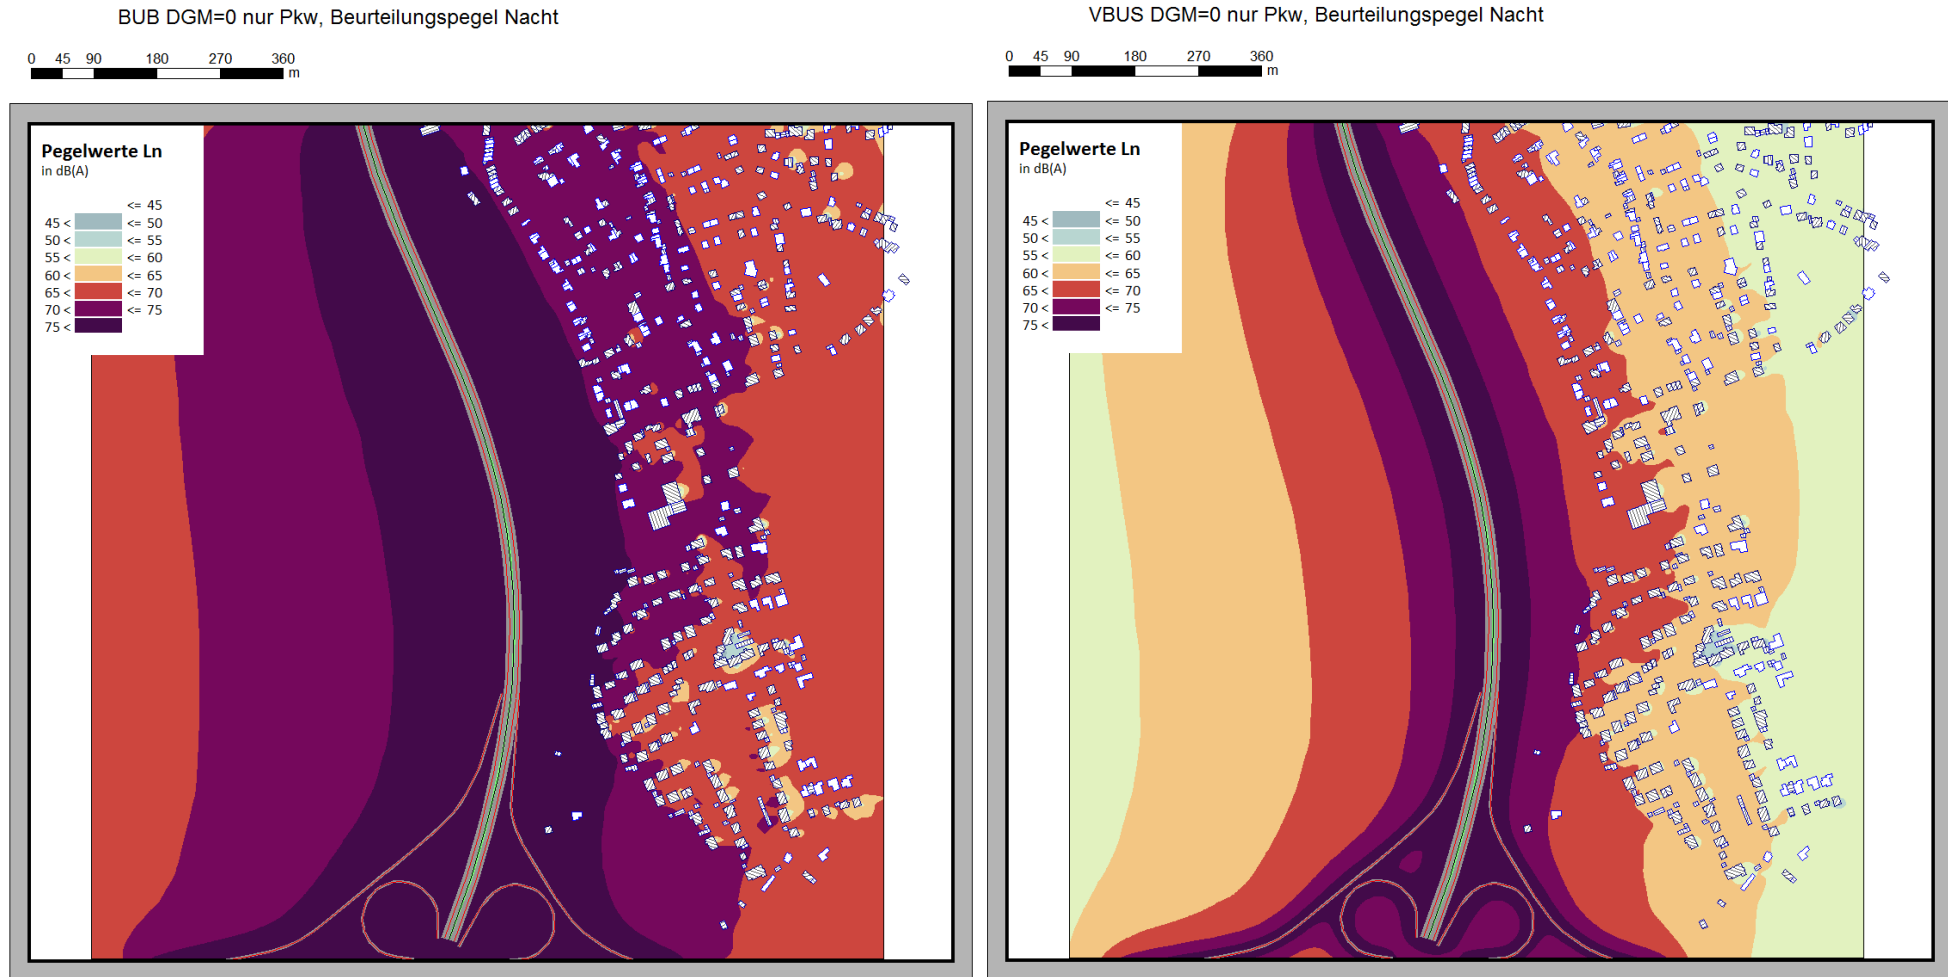 BUB DGM=0 nur Pkw, Beurteilungspegel Nacht
0 45 90 180 270 360
m
Pegelwerte Ln
in dB(A)
<= 45
45 < <= 50
50 < <= 55
55 < <= 60
60 < <= 65
65 < <= 70
70 < <= 75
75 <
VBUS DGM=0 nur Pkw, Beurteilungspegel Nacht
0 45 90 180 270 360
m
Pegelwerte Ln
in dB(A)
<= 45
45 < <= 50
50 < <= 55
55 < <= 60
60 < <= 65
65 < <= 70
70 < <= 75
75 <